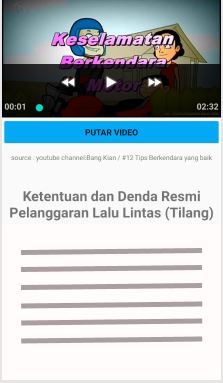 Keselamatan
Berkendara
Motor
00:01
02:32
PUTAR VIDEO
source : youtube channel:Bang Kian / #12 Tips Berkendara yang baik
Ketentuan dan Denda Resmi
Pelanggaran Lalu Lintas (Tilang)